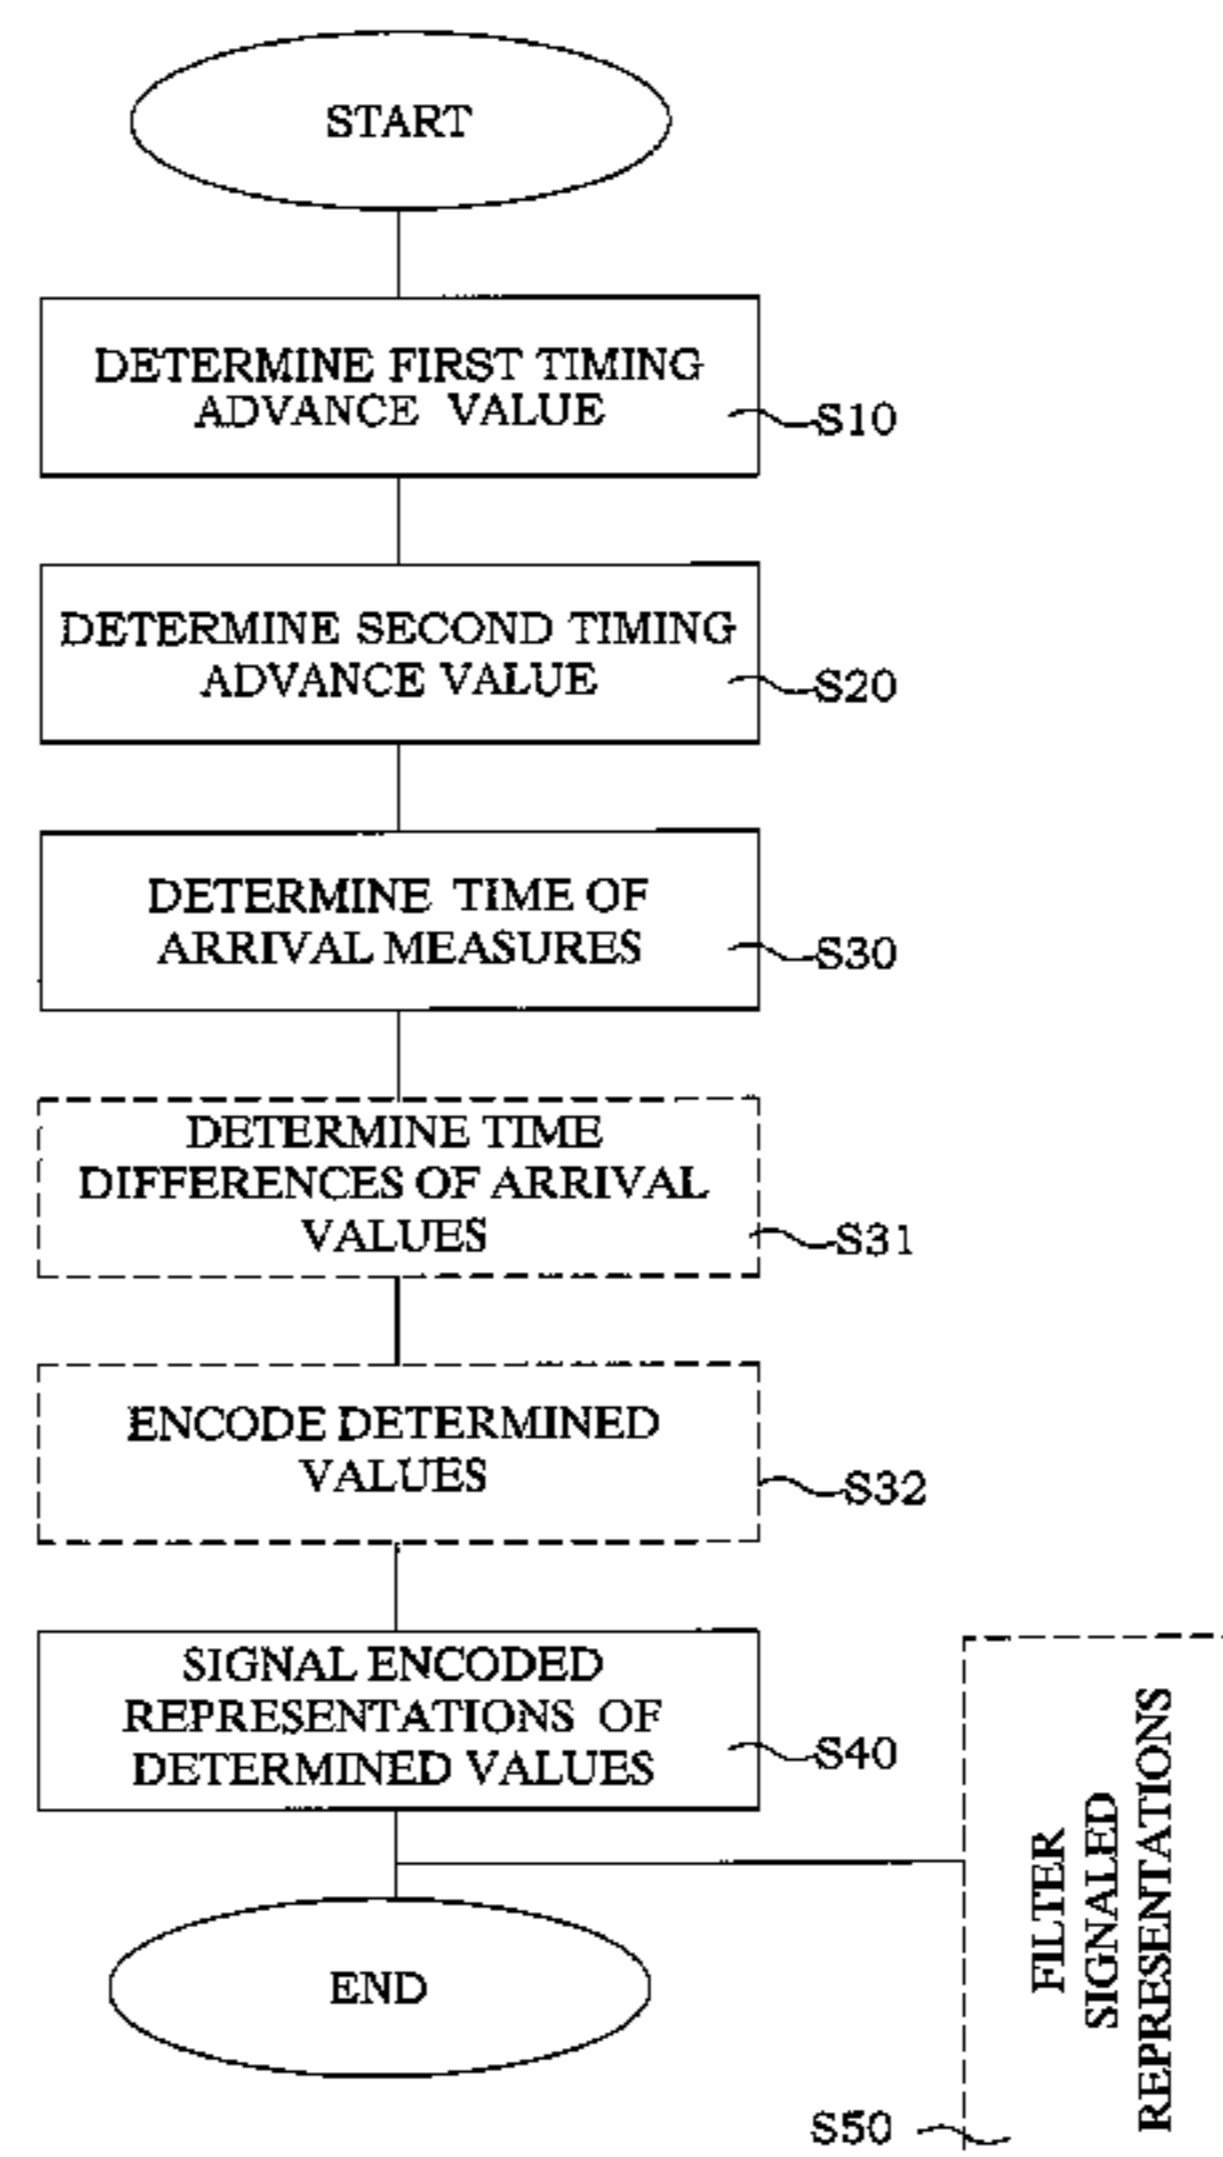 START
DETERMINE FIRST TIMING
ADVANCE VALUE
S10
DETERMINE SECOND TIMING
ADVANCE VALUE
S20
DETERMINE TIME OF
ARRIVAL MEASURES
S30
DETERMINE TIME
DIFFERENCES OF ARRIVAL
VALUES
S31
ENCODE DETERMINED
VALUES
S32
SIGNAL ENCODED
REPRESENTATIONS OF
DETERMINED VALUES
S40
FILTER
SIGNALED
REPRESENTATIONS
S50
END